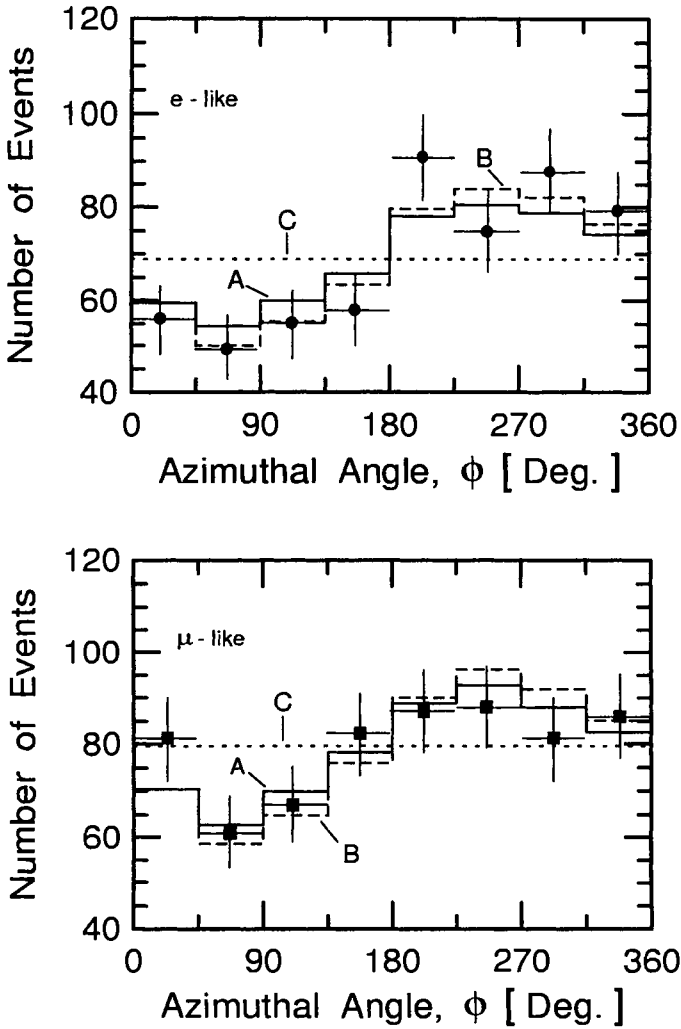 120
100
80
60
40
Number of Events
e - like
B
C
A
0 90 180 270 360
Azimuthal Angle, ϕ [ Deg. ]
120
100
80
60
40
Number of Events
μ - like
C
A
B
0 90 180 270 360
Azimuthal Angle, ϕ [ Deg. ]